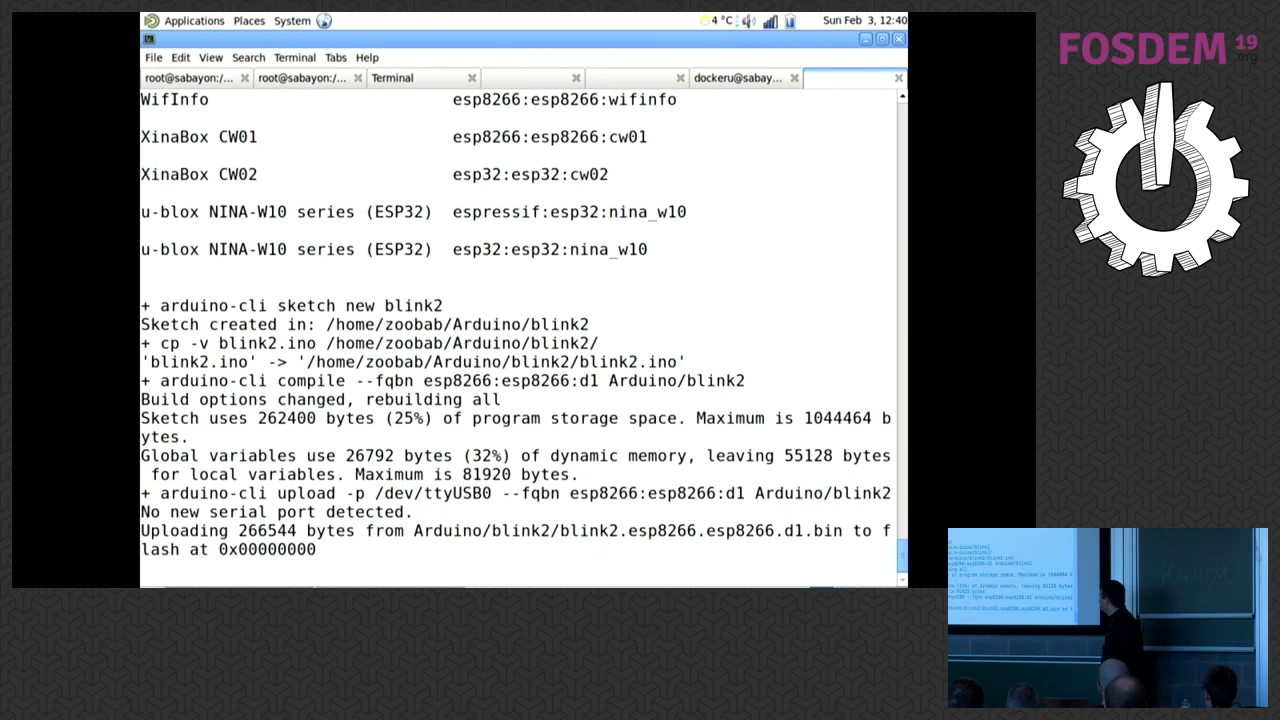 Applications Places System 4 °C Sun Feb 3, 12:40
File Edit View Search Terminal Tabs Help
root@sabayon:/... root@sabayon:/... Terminal dockeru@sabay...
WifInfo esp8266:esp8266:wifinfo
XinaBox CW01 esp8266:esp8266:cw01
XinaBox CW02 esp32:esp32:cw02
u-blox NINA-W10 series (ESP32) espressif:esp32:nina_w10
u-blox NINA-W10 series (ESP32) esp32:esp32:nina_w10
+ arduino-cli sketch new blink2
Sketch created in: /home/zoobab/Arduino/blink2
+ cp -v blink2.ino /home/zoobab/Arduino/blink2/
'blink2.ino' -> '/home/zoobab/Arduino/blink2/blink2.ino'
+ arduino-cli compile --fqbn esp8266:esp8266:d1 Arduino/blink2
Build options changed, rebuilding all
Sketch uses 262400 bytes (25%) of program storage space. Maximum is 1044464 b
ytes.
Global variables use 26792 bytes (32%) of dynamic memory, leaving 55128 bytes
for local variables. Maximum is 81920 bytes.
+ arduino-cli upload -p /dev/ttyUSB0 --fqbn esp8266:esp8266:d1 Arduino/blink2
No new serial port detected.
Uploading 266544 bytes from Arduino/blink2/blink2.esp8266.esp8266.d1.bin to f
lash at 0x00000000
FOSDEM 19
.org